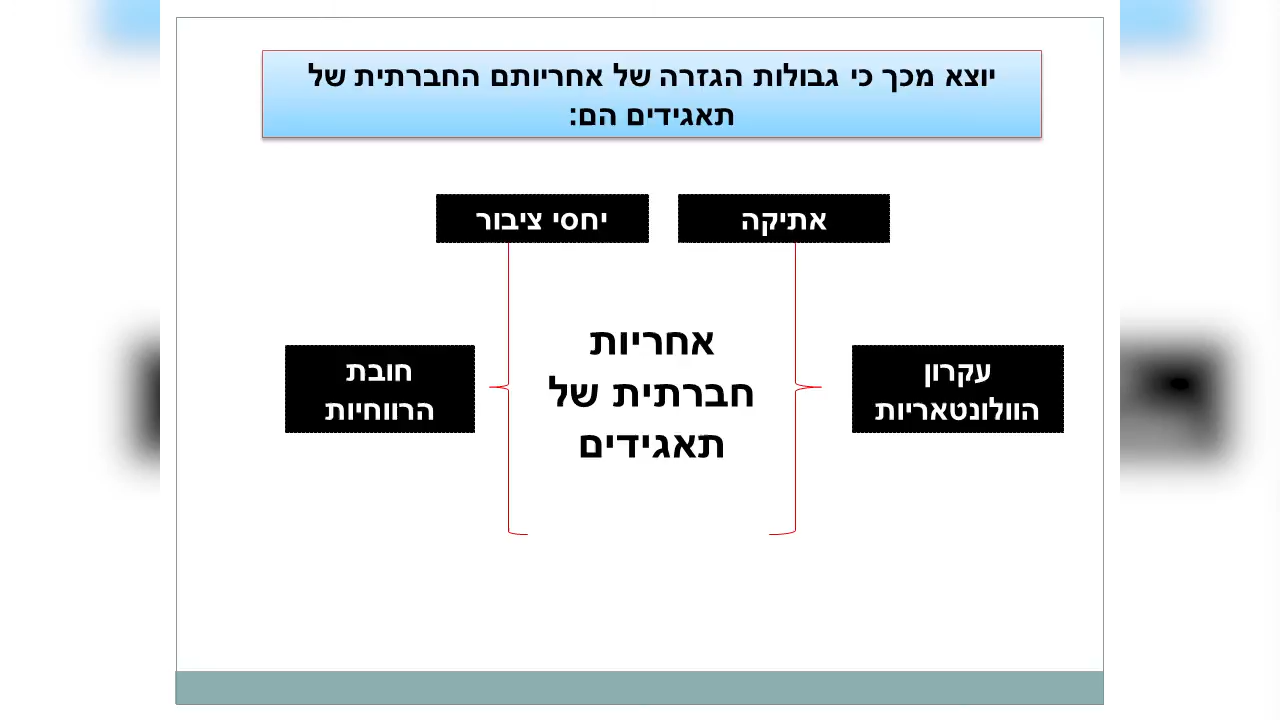 יוצא מכך כי גבולות הגזרה של אחריותם החברתית של
תאגידים הם:
אתיקה
יחסי ציבור
עקרון
הוולונטאריות
אחריות
חברתית של
תאגידים
חובת
הרווחיות